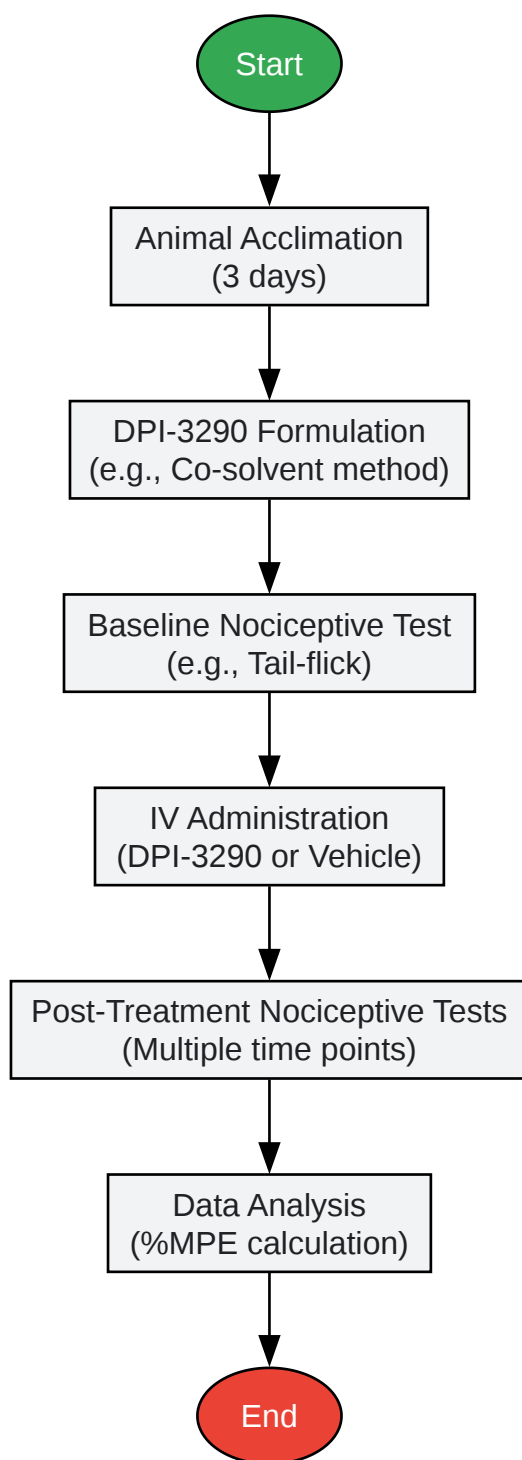 Start
Animal Acclimation
(3 days)
DPI-3290 Formulation
(e.g., Co-solvent method)
Baseline Nociceptive Test
(e.g., Tail-flick)
IV Administration
(DPI-3290 or Vehicle)
Post-Treatment Nociceptive Tests
(Multiple time points)
Data Analysis
(%MPE calculation)
End